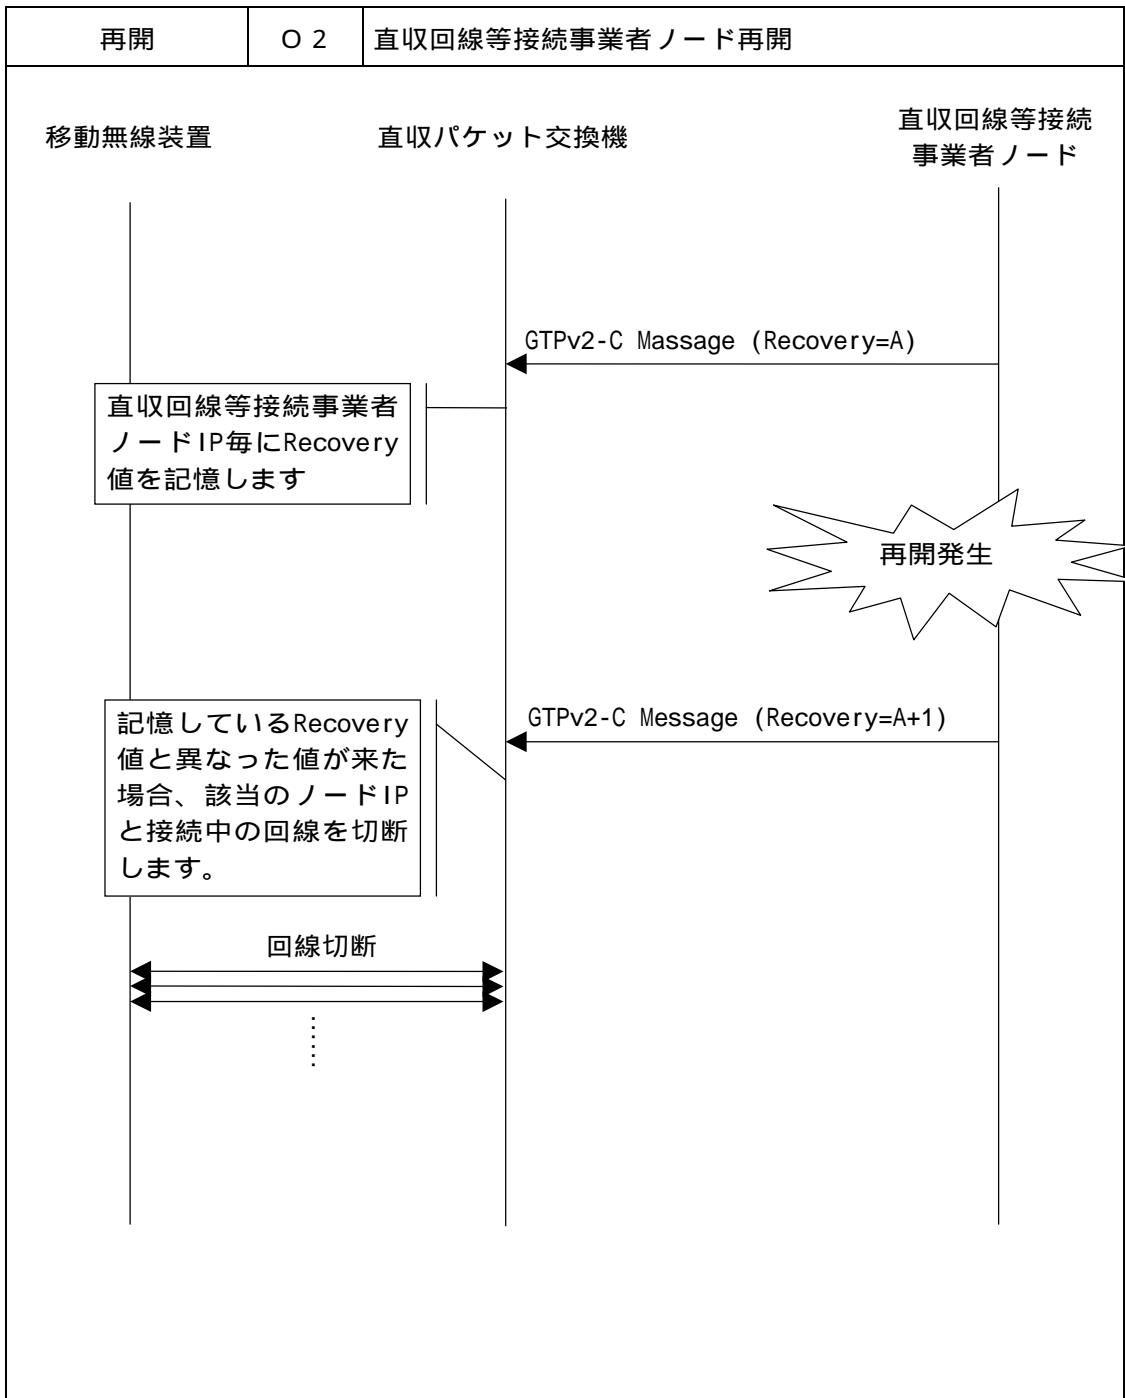 再開 Ｏ２ 直収回線等接続事業者ノード再開
移動無線装置
直収パケット交換機
直収回線等接続
事業者ノード
GTPv2-C Massage (Recovery=A)
直収回線等接続事業者
ノードIP毎にRecovery
値を記憶します
再開発生
GTPv2-C Message (Recovery=A+1)
記憶しているRecovery
値と異なった値が来た
場合、該当のノードIP
と接続中の回線を切断
します。
回線切断